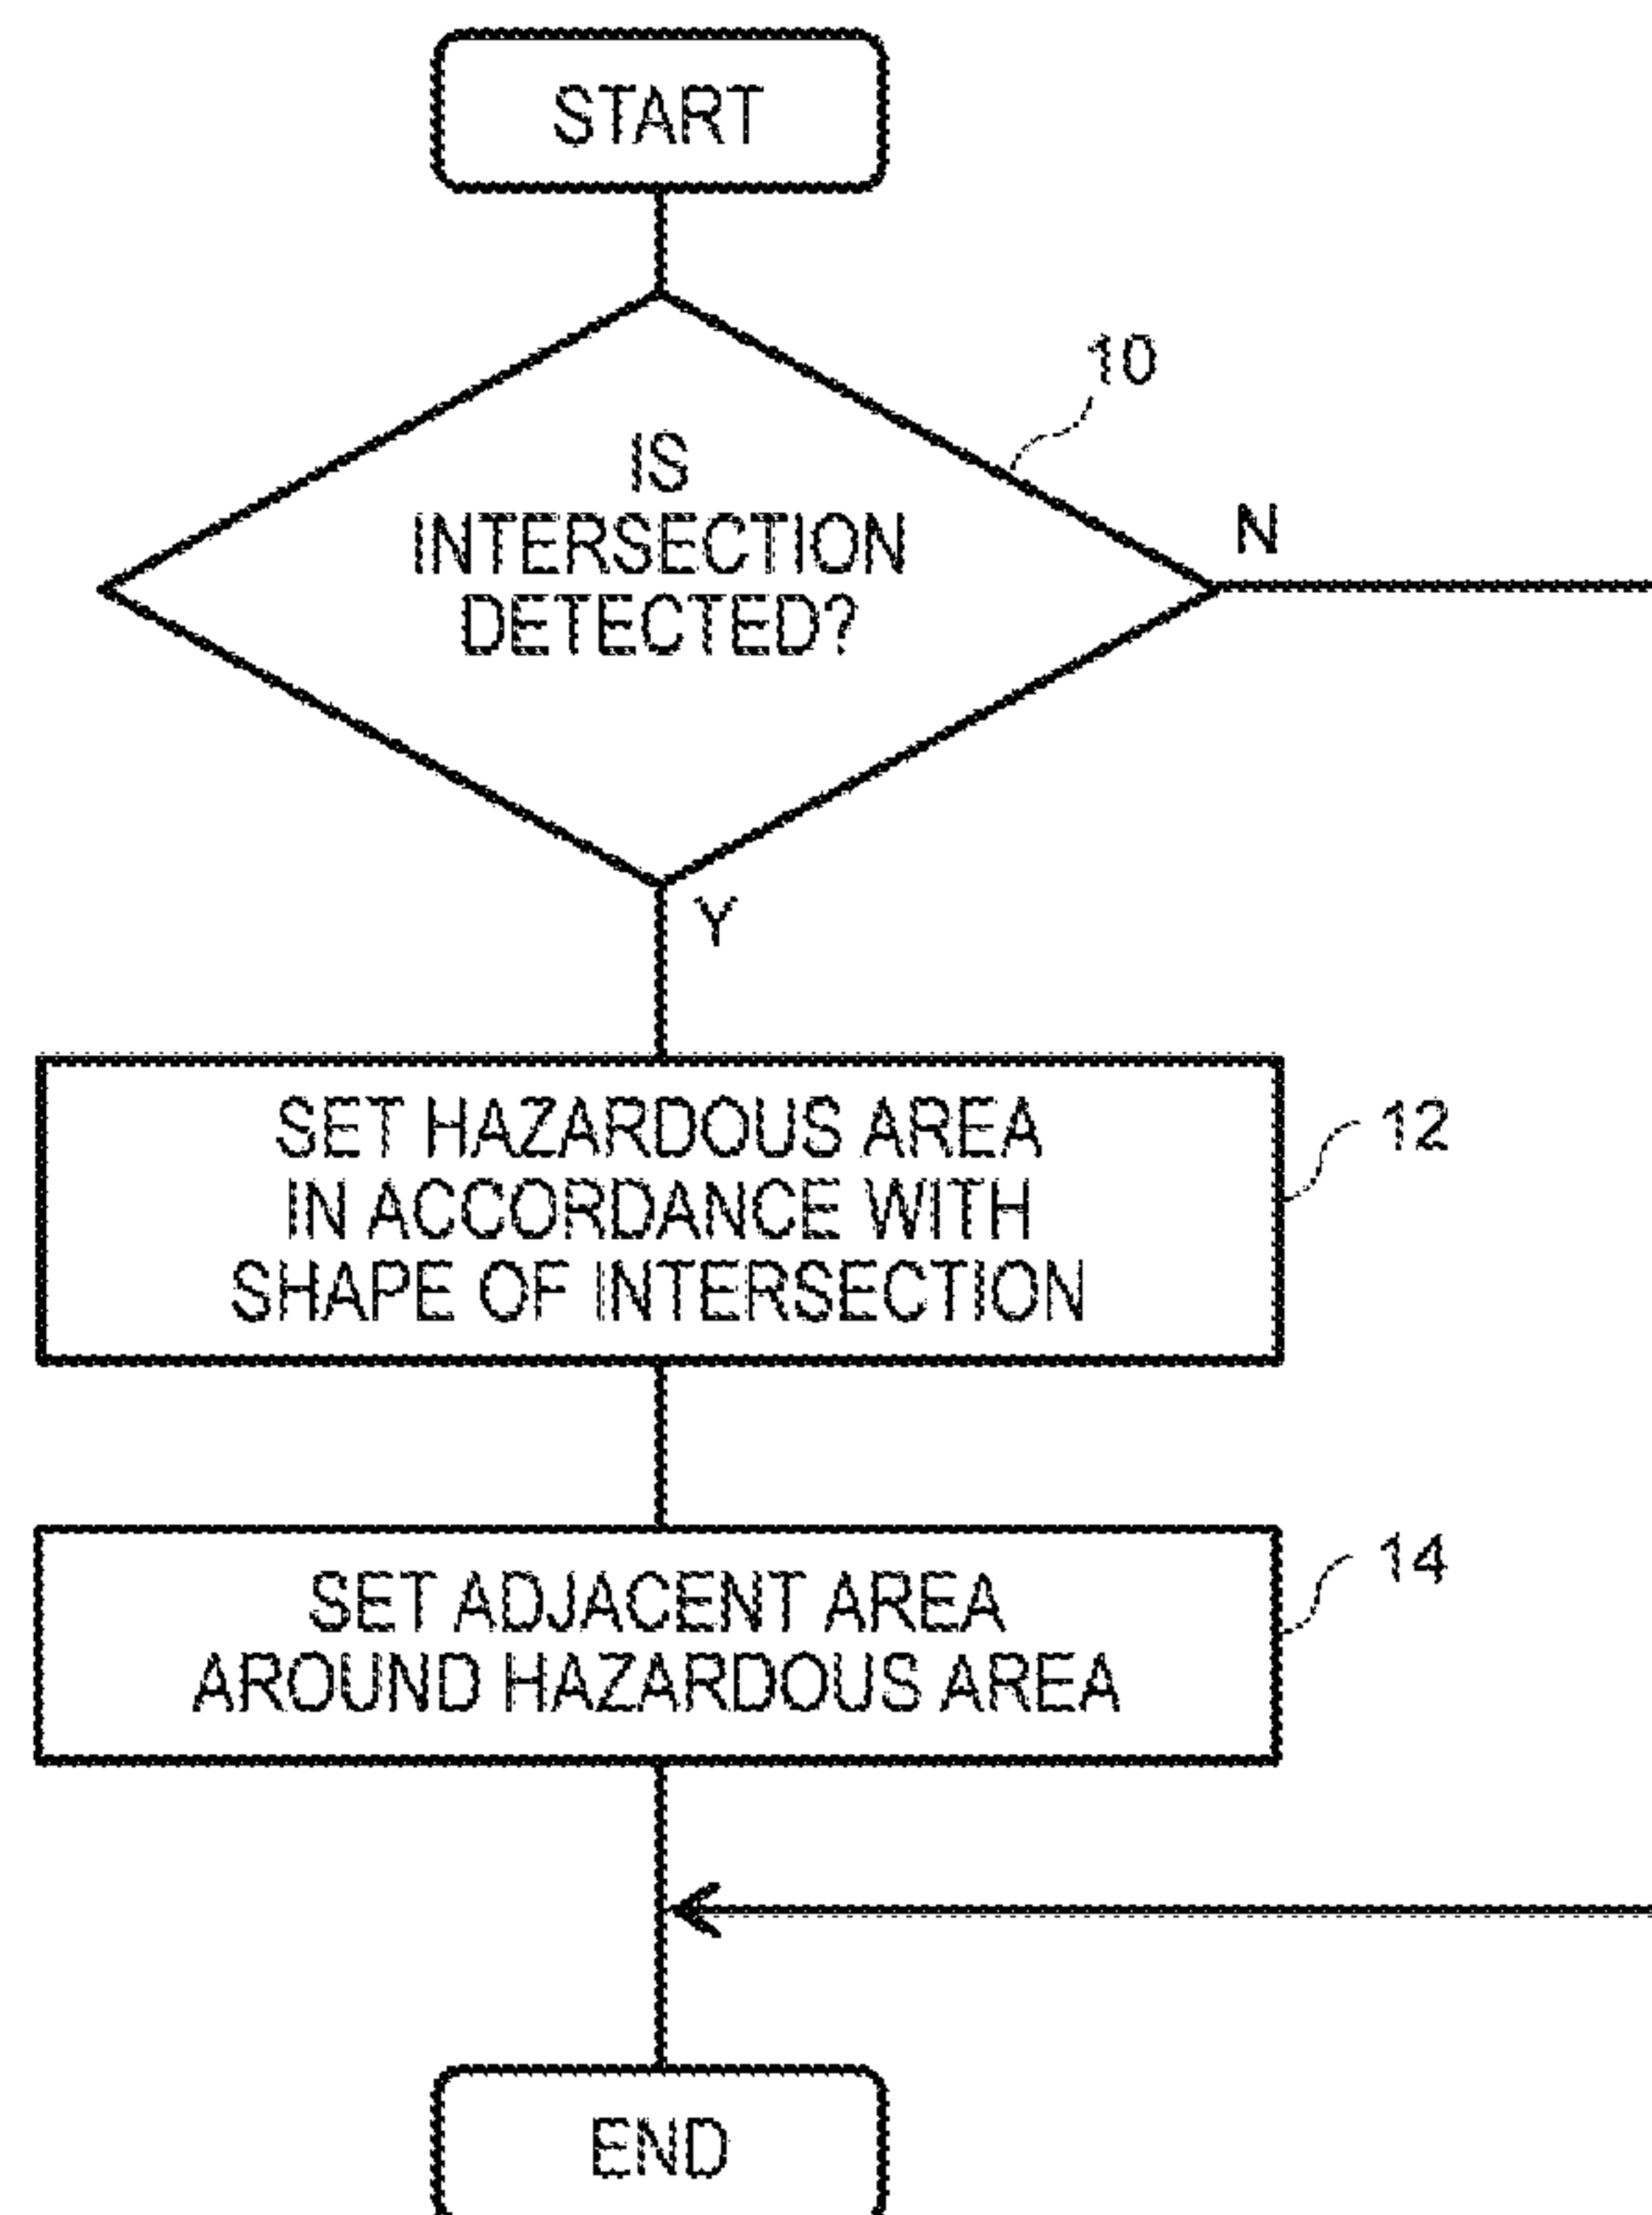 START
10
IS
INTERSECTION
DETECTED?
N
Y
SET HAZARDOUS AREA
IN ACCORDANCE WITH
SHAPE OF INTERSECTION
12
SET ADJACENT AREA
AROUND HAZARDOUS AREA
14
END